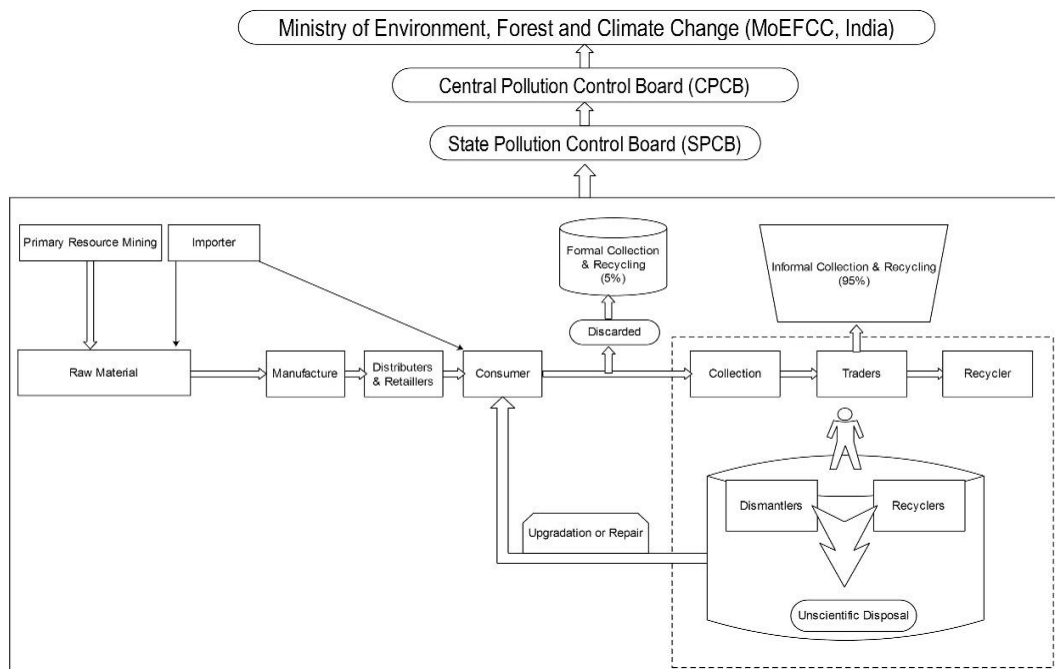 Ministry of Environment, Forest and Climate Change (MoEFCC, India)
Central Pollution Control Board (CPCB)
State Pollution Control Board (SPCB)
Primary Resource Mining
Importer
Formal Collection
& Recycling
(5%)
Informal Collection & Recycling
(95%)
Discarded
Raw Material
Manufacture
Distributers
& Retaillers
Consumer
Collection
Traders
Recycler
Dismantlers
Recyclers
Upgradation or Repair
Unscientific Disposal